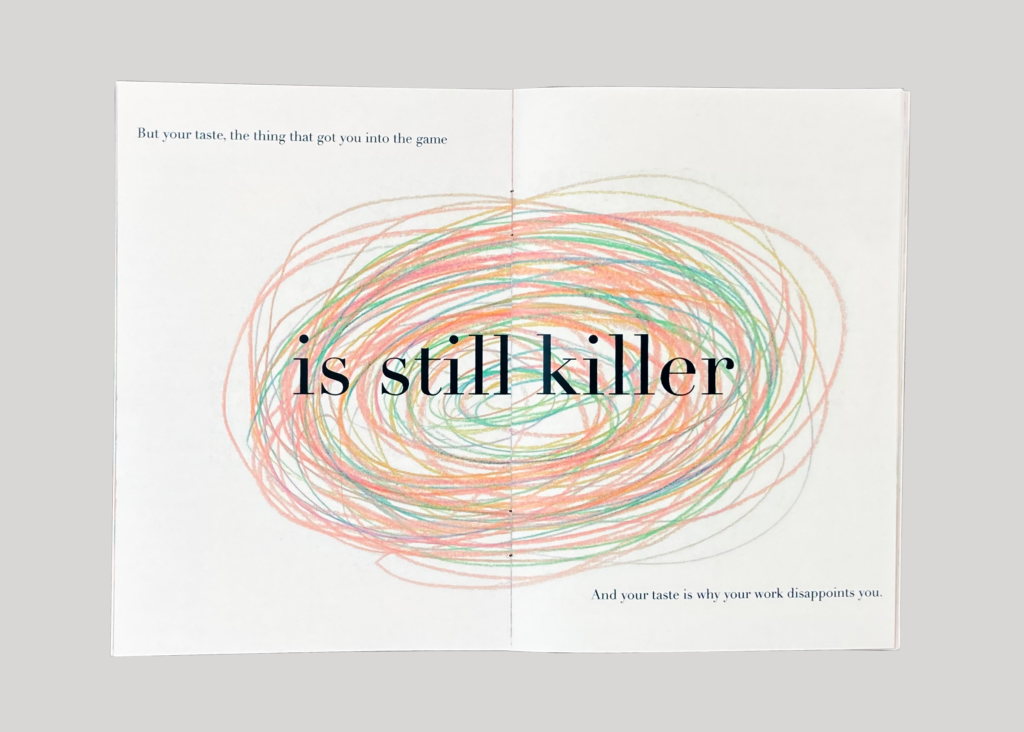 But your taste, the thing that got you into the game
is still killer
And your taste is why your work disappoints you.